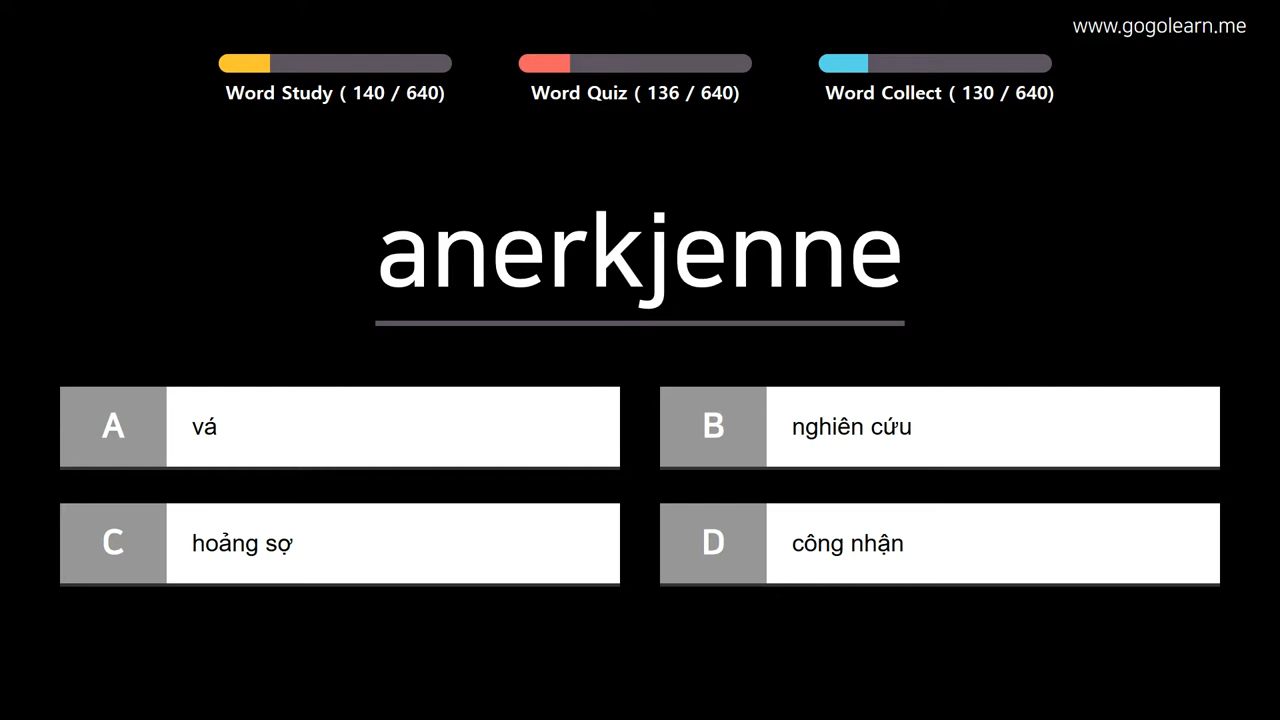 www.gogolearn.me
Word Study ( 140 / 640)
Word Quiz ( 136 / 640)
Word Collect ( 130 / 640)
anerkjenne
A vá
B nghiên cứu
C hoảng sợ
D công nhận